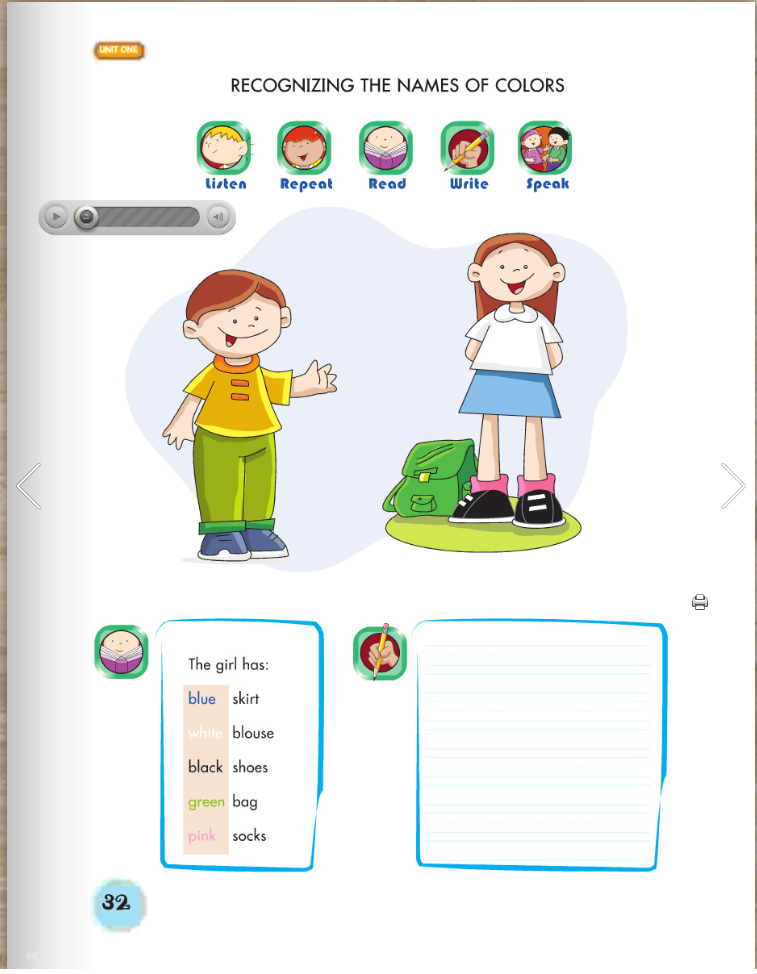 UNIT ONE
RECOGNIZING THE NAMES OF COLORS
Listen Repeat Read Write Speak
The girl has:
blue skirt
white blouse
black shoes
green bag
pink socks
32